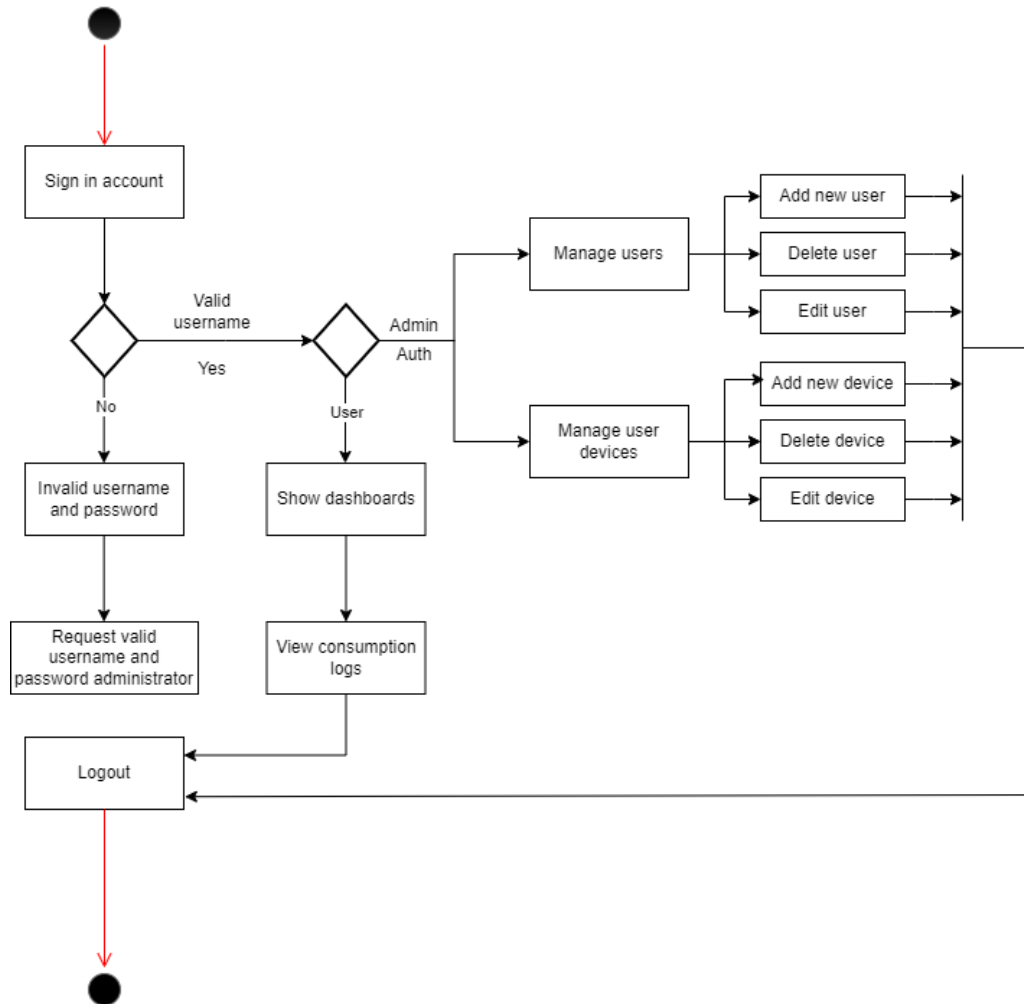 Sign in account
Valid
username
Yes
No
Invalid username
and password
Request valid
username and
password administrator
Admin
Auth
User
Show dashboards
View consumption
logs
Manage users
Add new user
Delete user
Edit user
Manage user
devices
Add new device
Delete device
Edit device
Logout